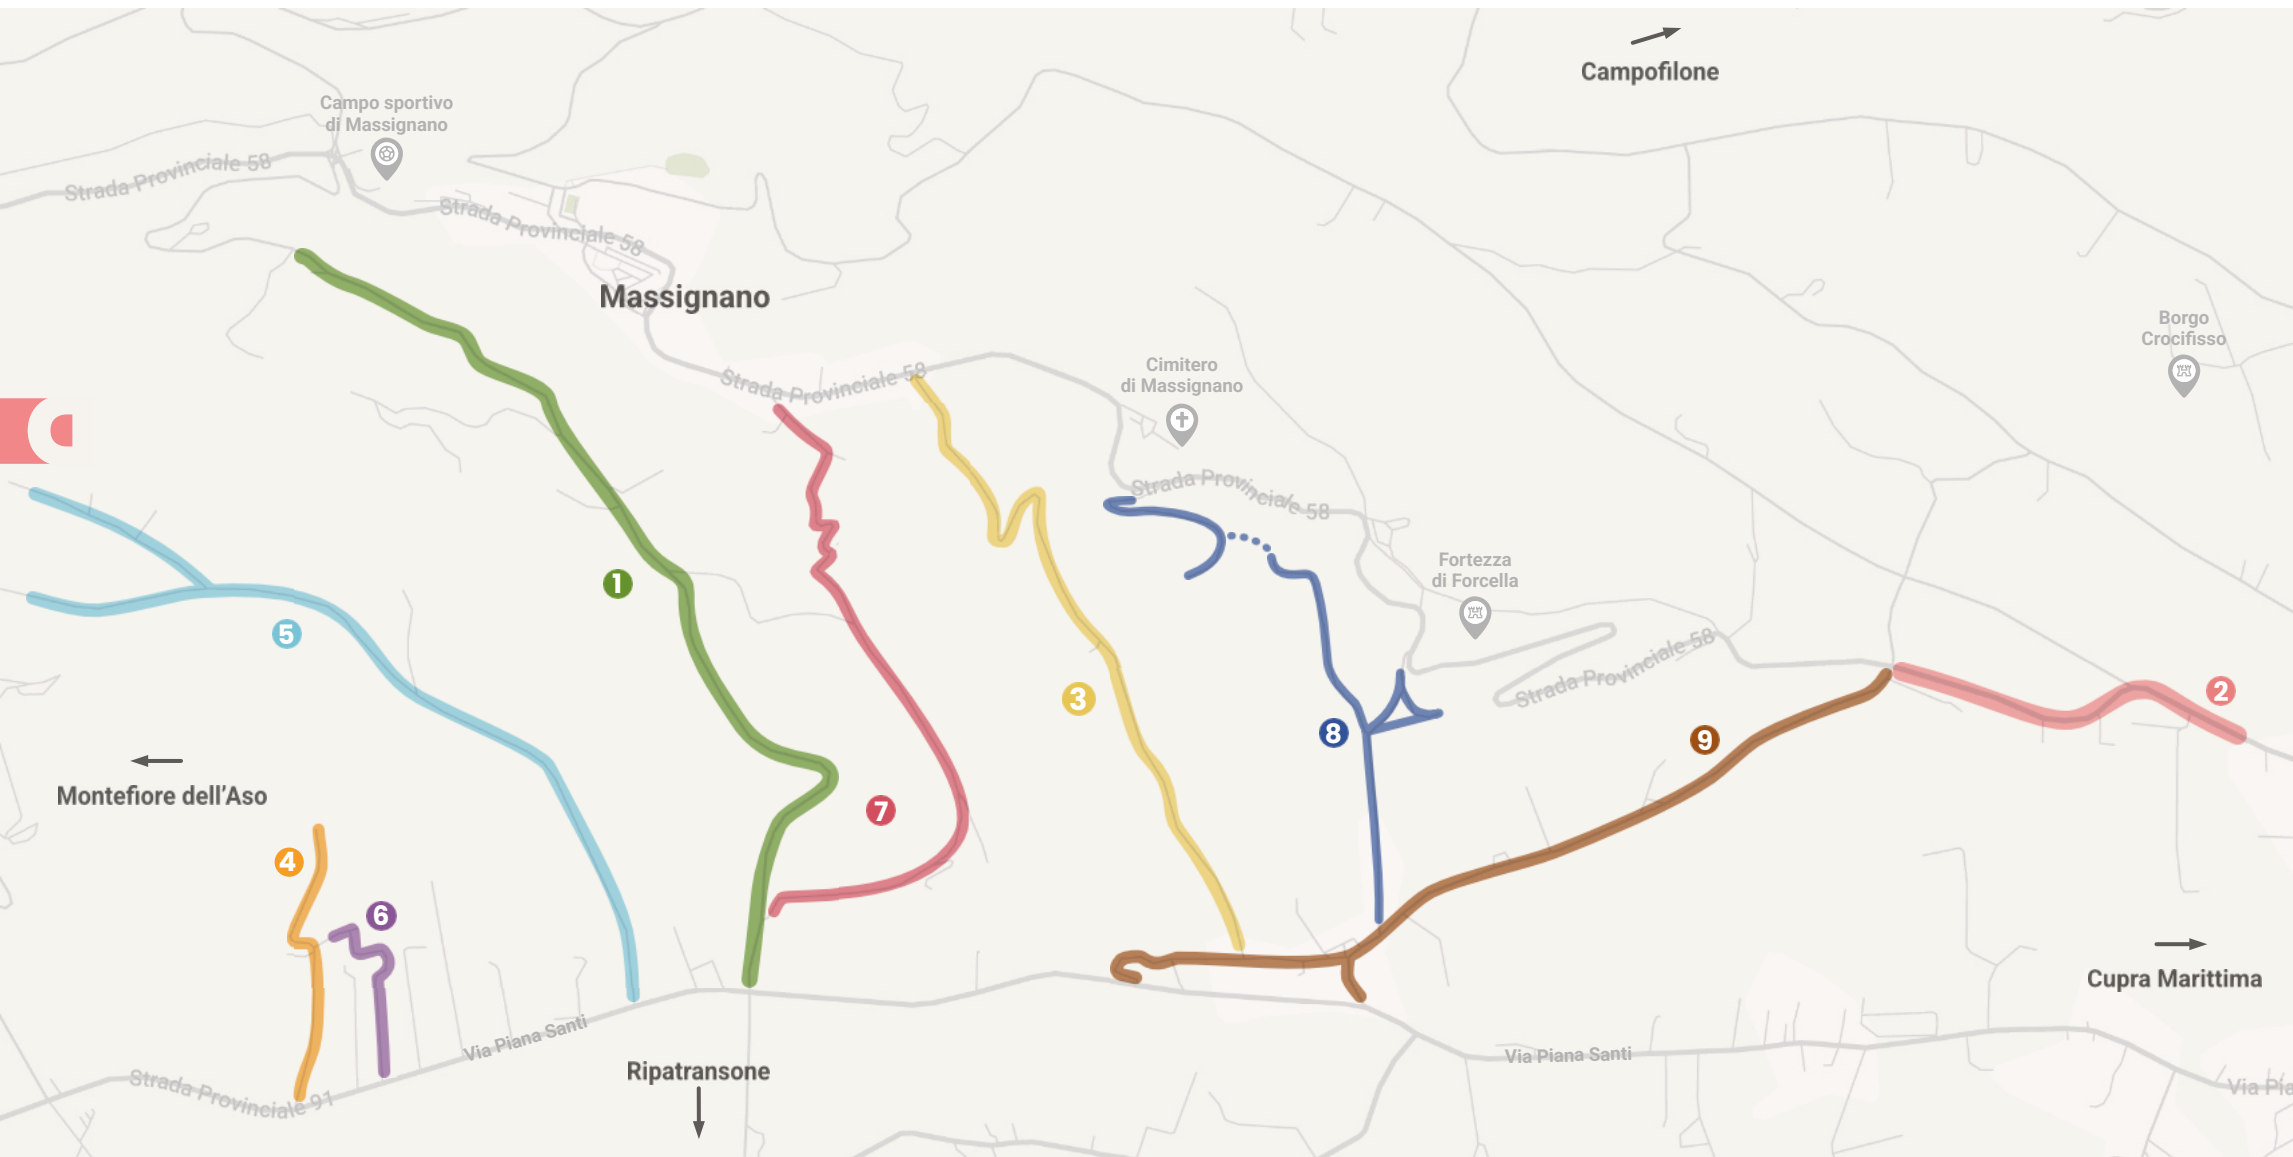 Campofilone
Campo sportivo
di Massignano
Strada Provinciale 58
Strada Provinciale 58
Massignano
Borgo
Crocifisso
Strada Provinciale 58
Cimitero
di Massignano
Strada Provinciale 58
Fortezza
di Forcella
1
5
Strada Provinciale 58
2
3
8
9
Montefiore dell'Aso
7
4
6
Cupra Marittima
Via Piana Santi
Via Piana Santi
Ripatransone
Strada Provinciale 91
Via Pia